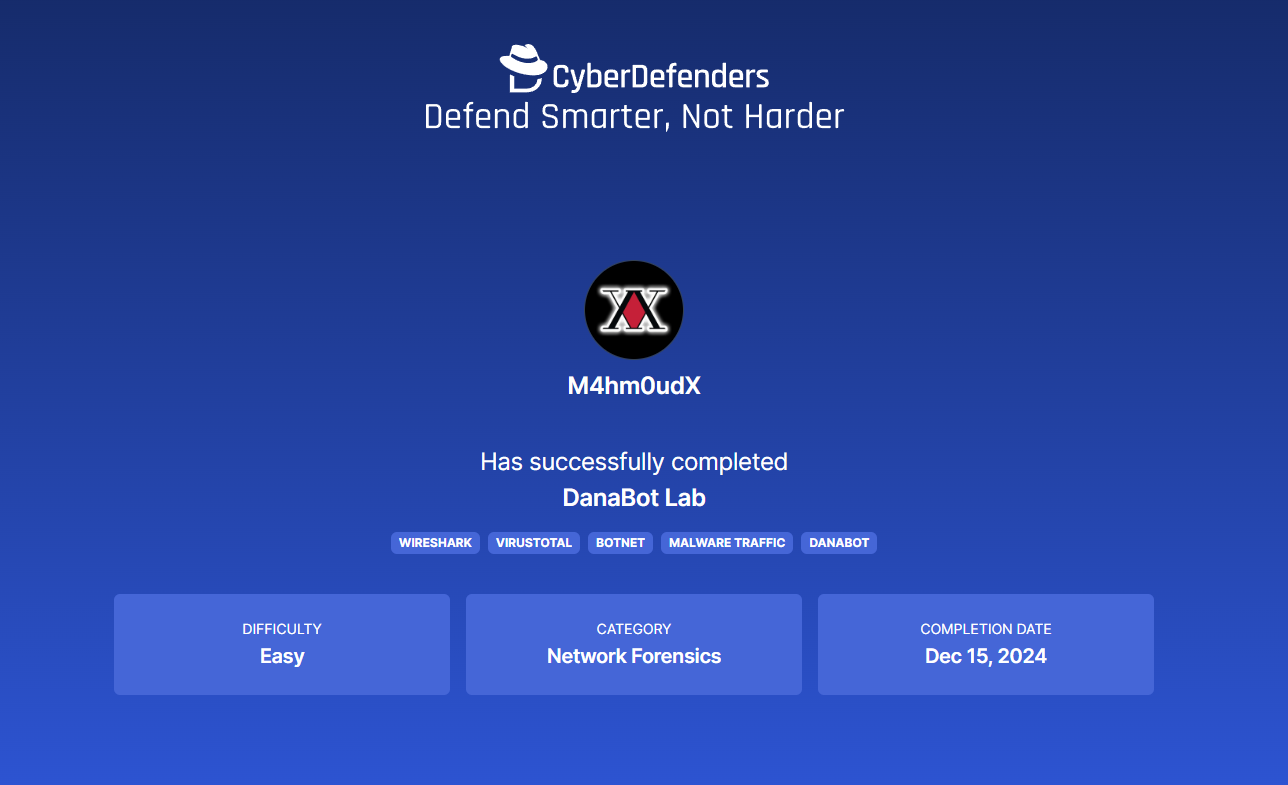 CyberDefenders
Defend Smarter, Not Harder
M4hm0udX
Has successfully completed
DanaBot Lab
WIRESHARK VIRUSTOTAL BOTNET MALWARE TRAFFIC DANABOT
DIFFICULTY
Easy
CATEGORY
Network Forensics
COMPLETION DATE
Dec 15, 2024